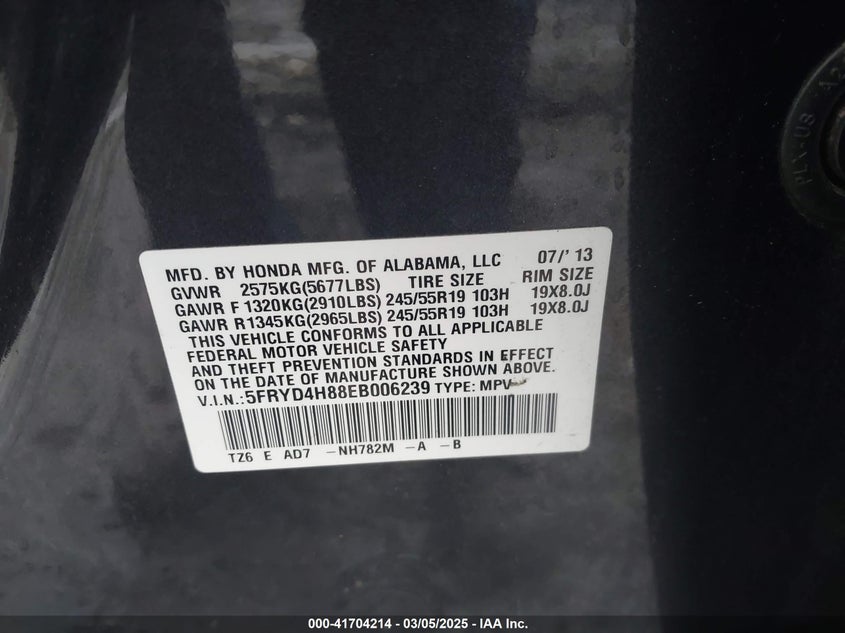 MFD. BY HONDA MFG. OF ALABAMA, LLC 07/' 13
GVWR 2575KG(5677LBS) TIRE SIZE RIM SIZE
GAWR F 1320KG(2910LBS) 245/55R19 103H 19X8.0J
GAWR R1345KG(2965LBS) 245/55R19 103H 19X8.0J
THIS VEHICLE CONFORMS TO ALL APPLICABLE
FEDERAL MOTOR VEHICLE SAFETY
AND THEFT PREVENTION STANDARDS IN EFFECT
ON THE DATE OF MANUFACTURE SHOWN ABOVE.
V.I.N.:5FRYD4H88EB006239 TYPE: MPV
TZ6 E AD7 -NH782M -A -B
PLV-US
000-41704214 - 03/05/2025 - IAA Inc.